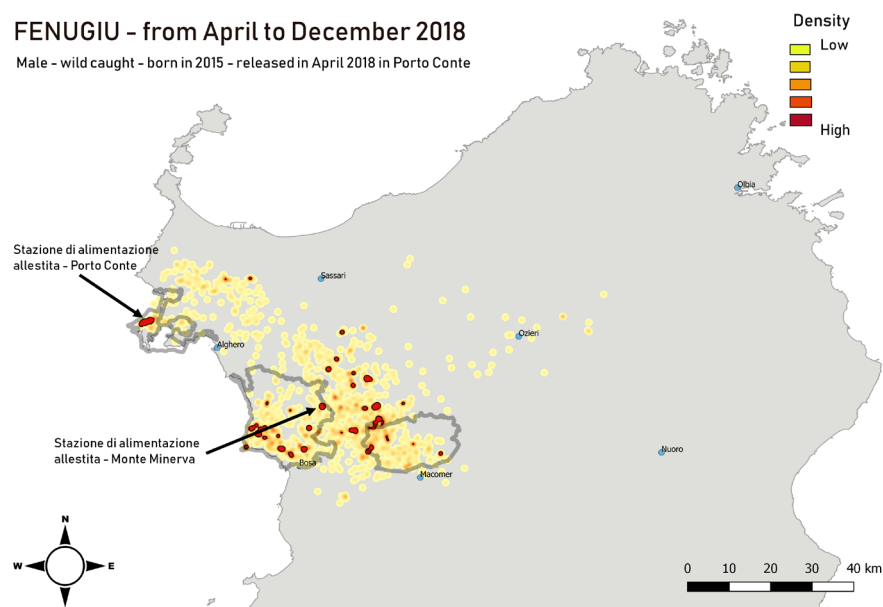 FENUGIU - from April to December 2018
Male - wild caught - born in 2015 - released in April 2018 in Porto Conte
Density
Low
High
Olbia
Stazione di alimentazione
allestita - Porto Conte
Sassari
Ozieri
Alghero
Stazione di alimentazione
allestita - Monte Minerva
Bosa
Macomer
Nuoro
N
W
E
0 10 20 30 40 km